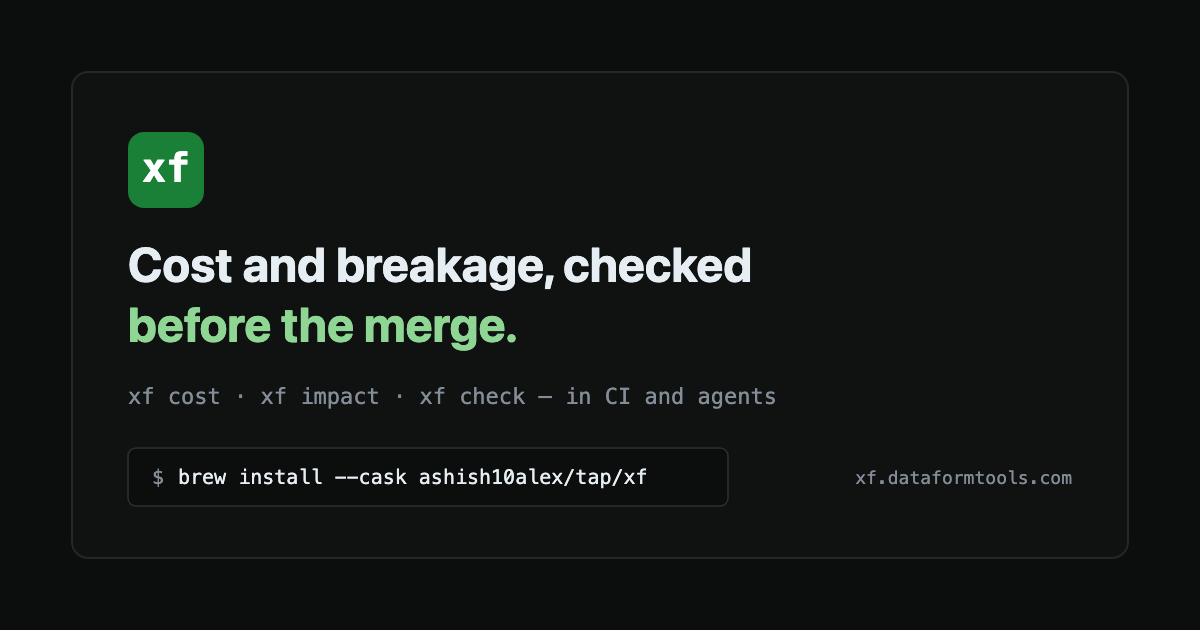 xf
Cost and breakage, checked
before the merge.
xf cost · xf impact · xf check — in CI and agents
$ brew install --cask ashish10alex/tap/xf
xf.dataformtools.com